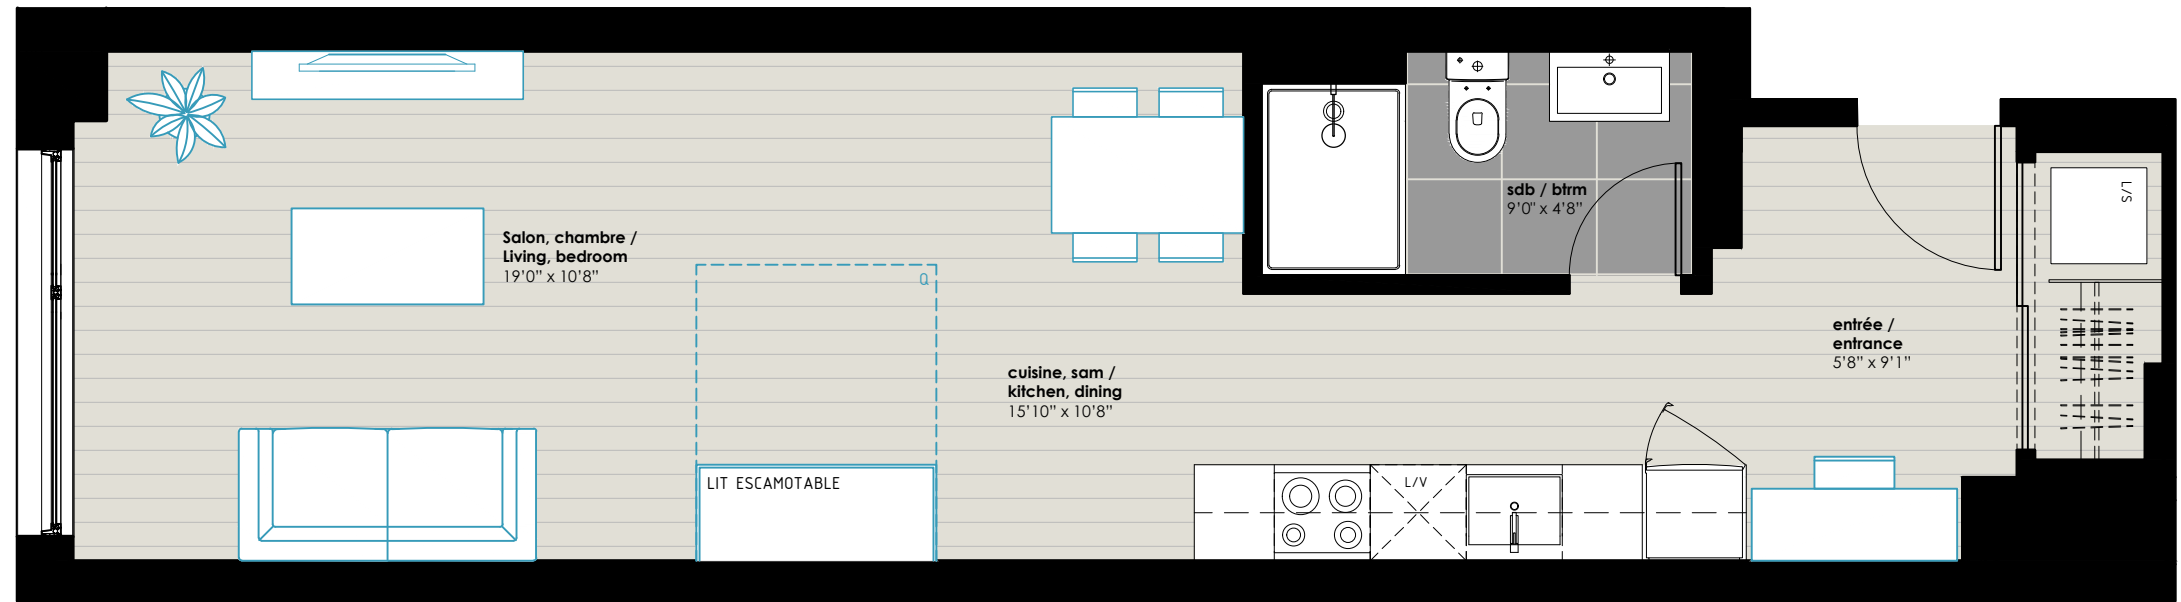 Salon, chambre /
Living, bedroom
19'0" x 10'8"
Q
LIT ESCAMOTABLE
cuisine, sam /
kitchen, dining
15'10" x 10'8"
L/V
sdb / btrm
9'0" x 4'8"
entrée /
entrance
5'8" x 9'1"
L/S